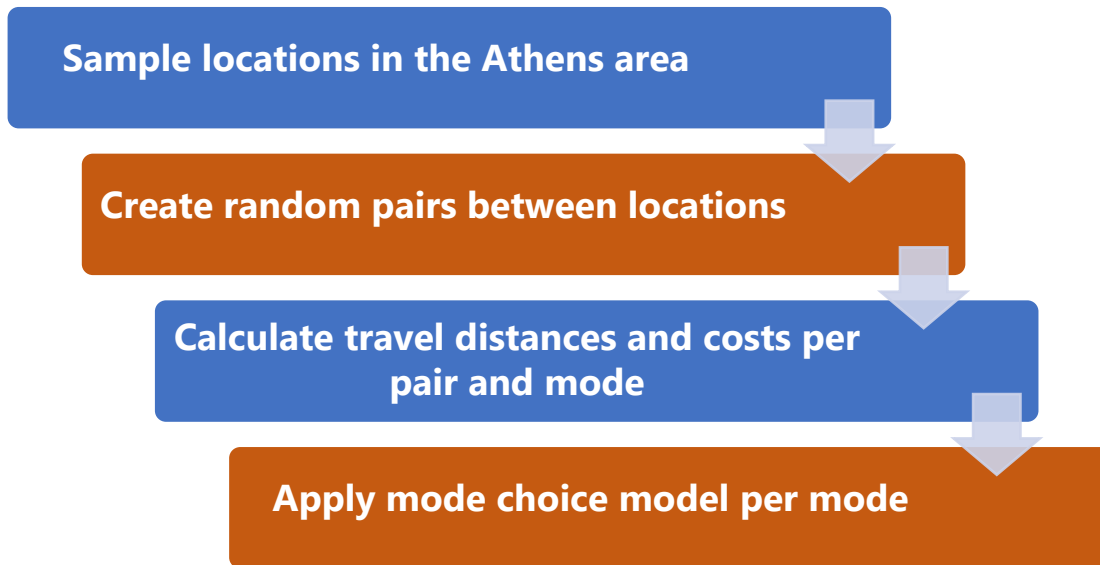 Sample locations in the Athens area
Create random pairs between locations
Calculate travel distances and costs per
pair and mode
Apply mode choice model per mode